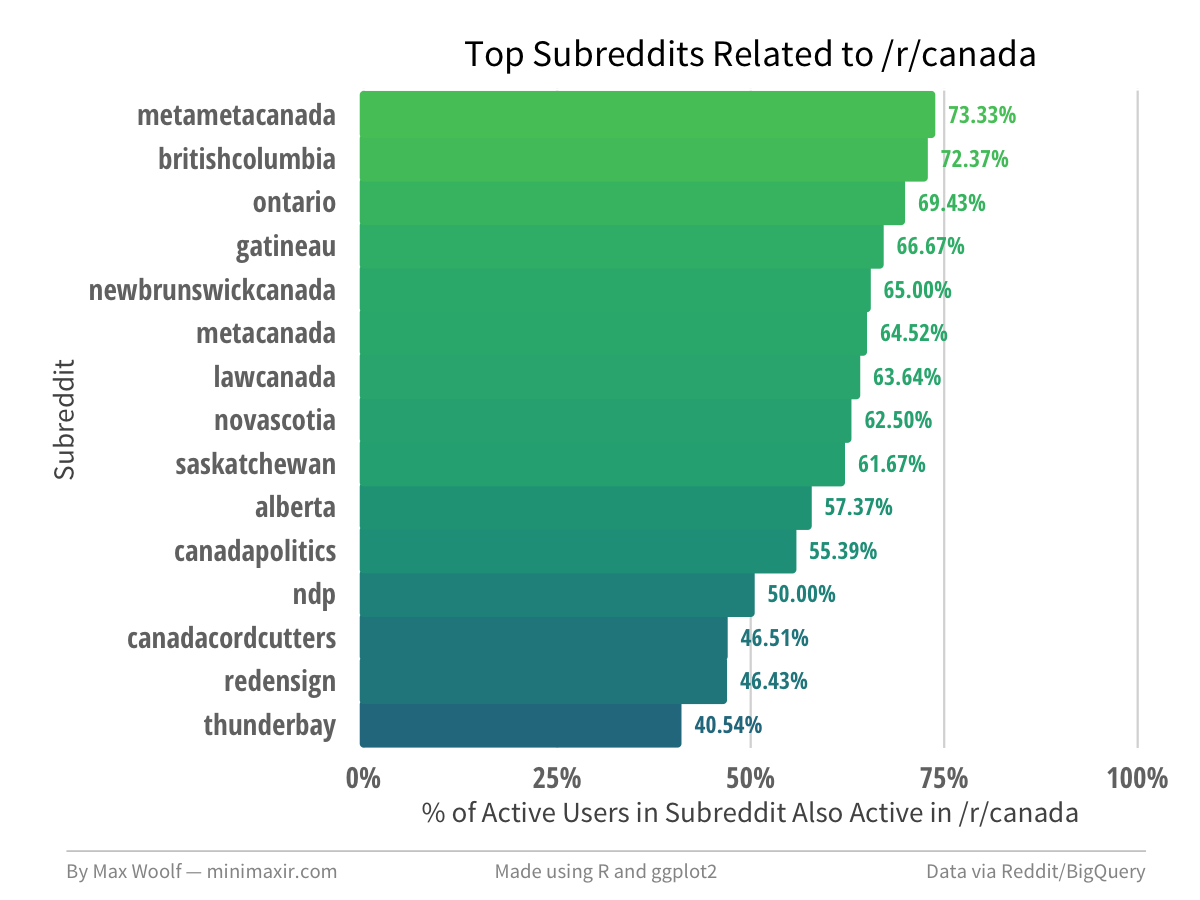 Top Subreddits Related to /r/canada
metametacanada 73.33%
britishcolumbia 72.37%
ontario 69.43%
gatineau 66.67%
newbrunswickcanada 65.00%
metacanada 64.52%
lawcanada 63.64%
novascotia 62.50%
saskatchewan 61.67%
alberta 57.37%
canadapolitics 55.39%
ndp 50.00%
canadacordcutters 46.51%
redensign 46.43%
thunderbay 40.54%
Subreddit
0% 25% 50% 75% 100%
% of Active Users in Subreddit Also Active in /r/canada
By Max Woolf — minimaxir.com Made using R and ggplot2 Data via Reddit/BigQuery